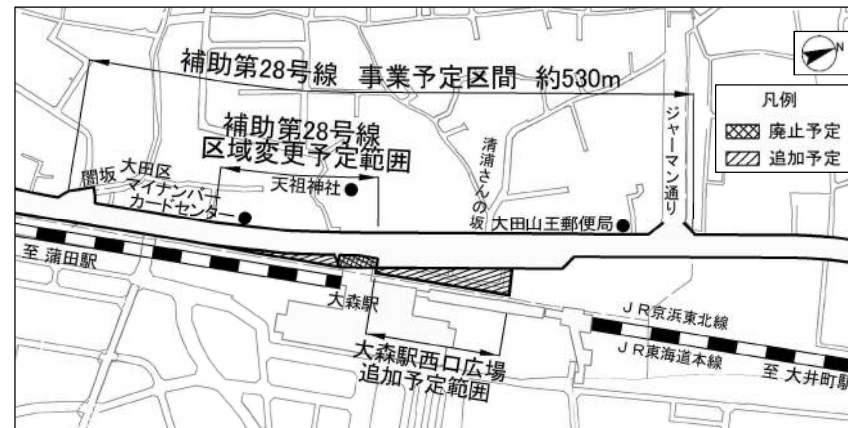 補助第28号線 事業予定区間 約530m
N
凡例
廃止予定
追加予定
補助第28号線
区域変更予定範囲
ジャーマン通り
清浦さんの坂
闇坂
大田区
マイナンバー
カードセンター
天祖神社
大田山王郵便局
至 蒲田駅
大森駅
JR京浜東北線
JR東海道本線
至 大井町駅
大森駅西口広場
追加予定範囲